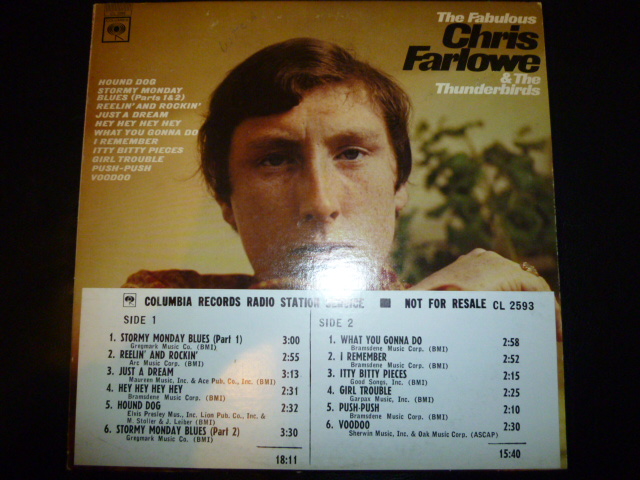 The Fabulous
Chris
Farlowe
& The
Thunderbirds
HOUND DOG
STORMY MONDAY
BLUES (Parts 1 & 2)
REELIN' AND ROCKIN'
JUST A DREAM
HEY HEY HEY HEY
WHAT YOU GONNA DO
I REMEMBER
ITTY BITTY PIECES
GIRL TROUBLE
PUSH-PUSH
VOODOO
COLUMBIA RECORDS RADIO STATION SERVICE NOT FOR RESALE CL 2593
SIDE 1
1. STORMY MONDAY BLUES (Part 1) 3:00
Gregmark Music Co. (BMI)
2. REELIN' AND ROCKIN' 2:55
Arc Music Corp. (BMI)
3. JUST A DREAM 3:13
Maureen Music, Inc. & Ace Pub. Co., Inc. (BMI)
4. HEY HEY HEY HEY 2:31
Bramsdene Music Corp. (BMI)
5. HOUND DOG 2:32
Elvis Presley Mus., Inc. Lion Pub. Co., Inc. &
M. Stoller & J. Leiber (BMI)
6. STORMY MONDAY BLUES (Part 2) 3:30
Gregmark Music Co. (BMI)
18:11
SIDE 2
1. WHAT YOU GONNA DO 2:58
Bramsdene Music Corp. (BMI)
2. I REMEMBER 2:52
Bramsdene Music Corp. (BMI)
3. ITTY BITTY PIECES 2:15
Good Songs, Inc. (BMI)
4. GIRL TROUBLE 2:25
Garpax Music, Inc. (BMI)
5. PUSH-PUSH 2:10
Bramsdene Music Corp. (BMI)
6. VOODOO 2:30
Sherwin Music, Inc. & Oak Music Corp. (ASCAP)
15:40